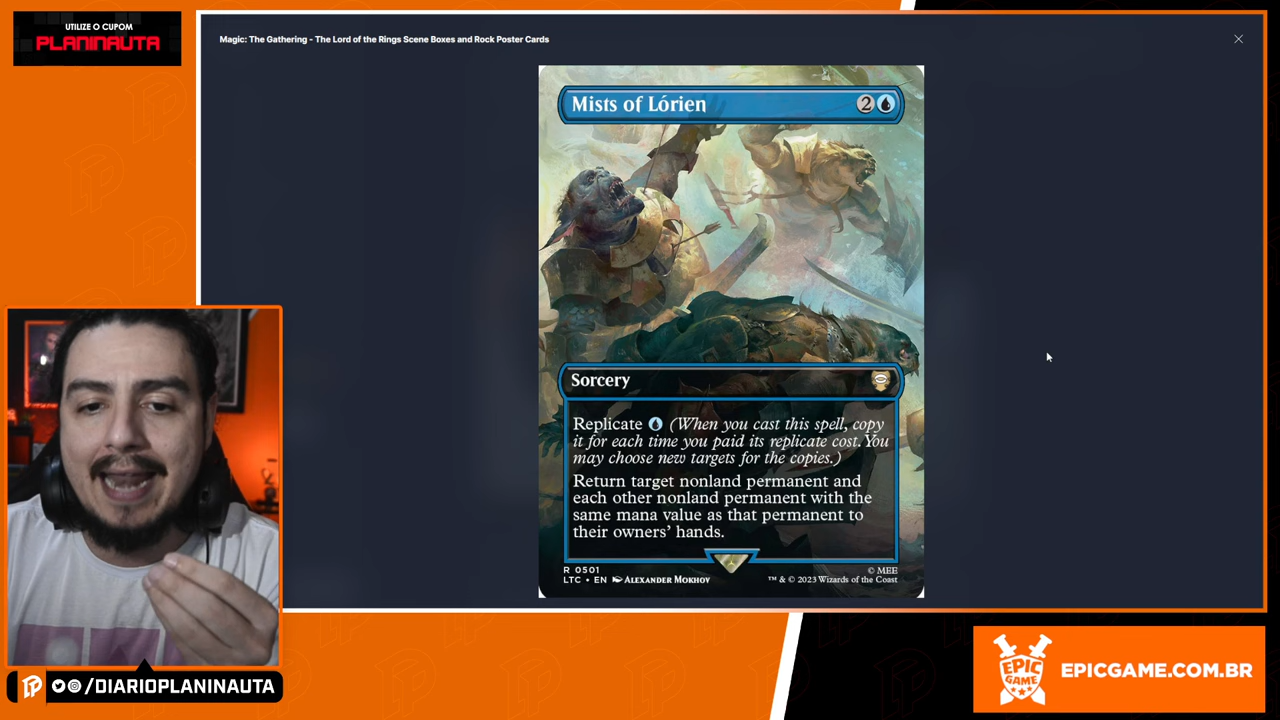 UTILIZE O CUPOM
PLANINAUTA
Magic: The Gathering - The Lord of the Rings Scene Boxes and Rock Poster Cards
Mists of Lórien 2
Sorcery
Replicate (When you cast this spell, copy
it for each time you paid its replicate cost. You
may choose new targets for the copies.)
Return target nonland permanent and
each other nonland permanent with the
same mana value as that permanent to
their owners' hands.
R 0501
LTC • EN ALEXANDER MOKHOV
© MEE
™ & © 2023 Wizards of the Coast
/DIARIOPLANINAUTA
EPIC
GAME
EPICGAME.COM.BR